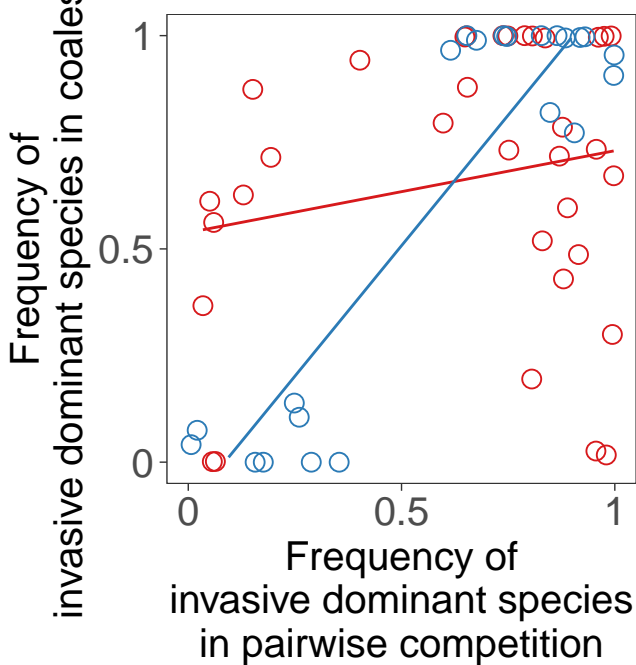 Frequency of
invasive dominant species in
1
0.5
0
0
0.5
1
Frequency of
invasive dominant species
in pairwise competition